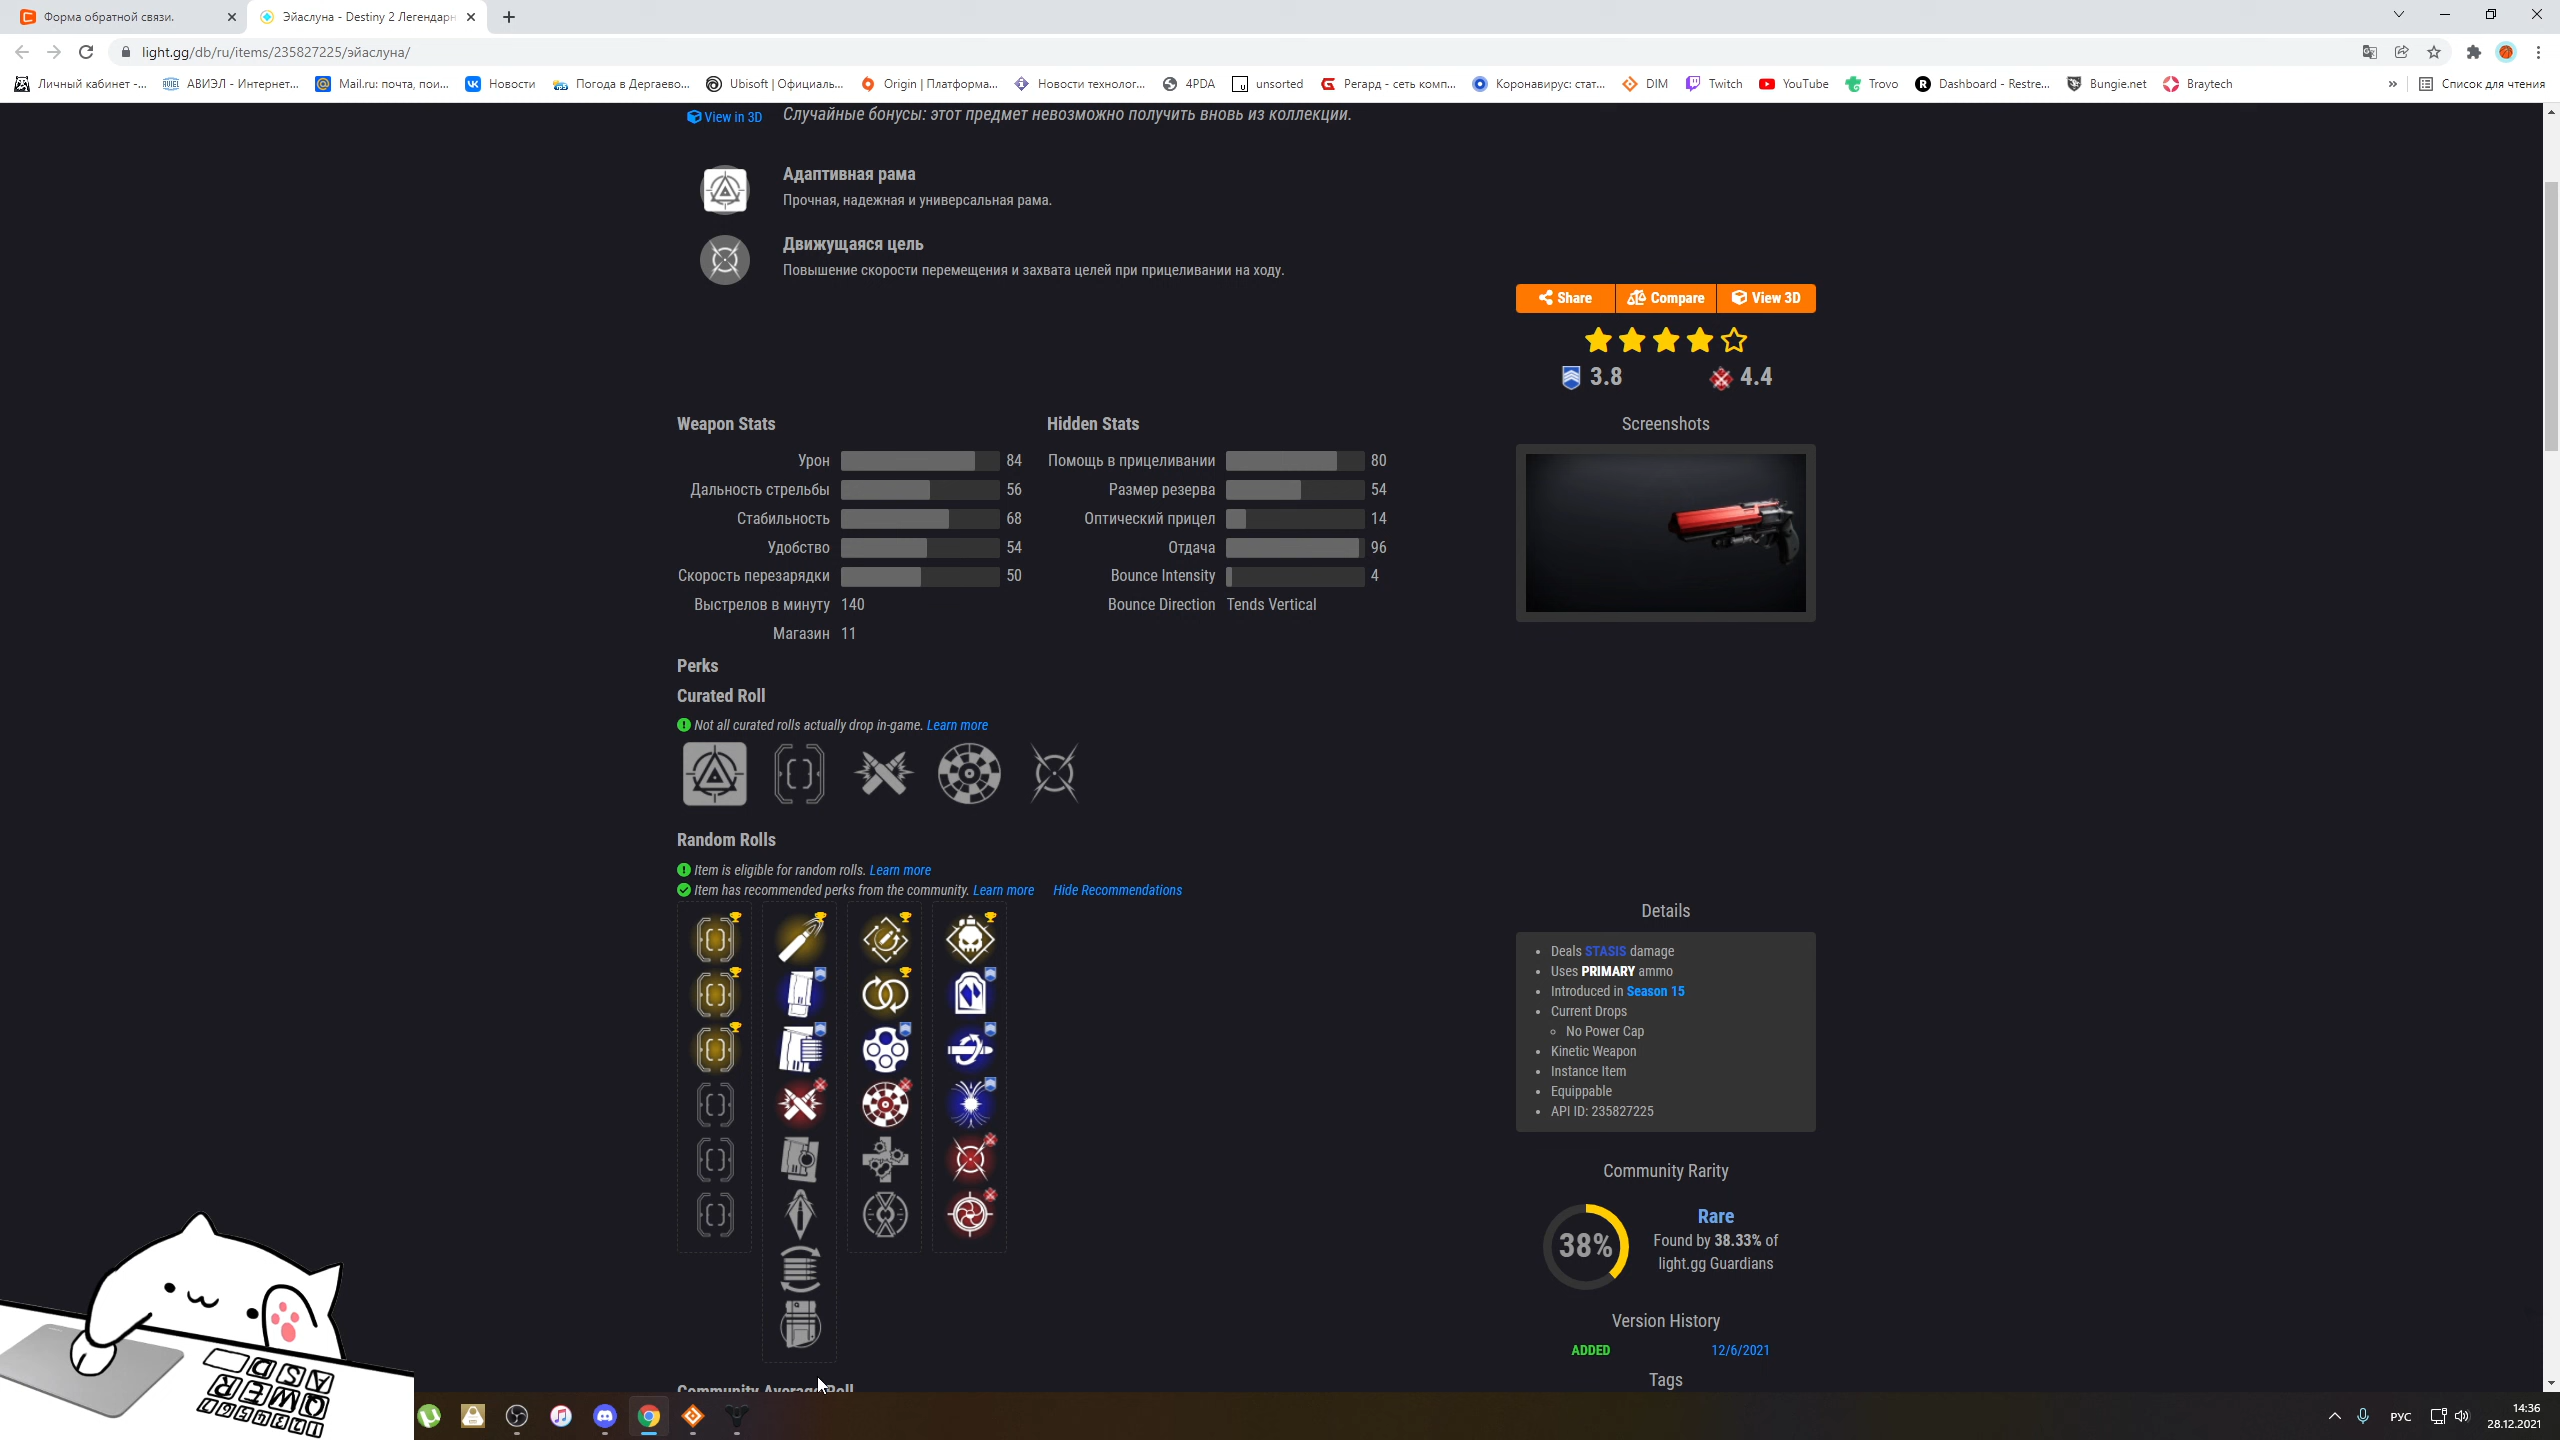 Форма обратной связи.
Эйаслуна - Destiny 2 Легендарн
light.gg/db/ru/items/235827225/эйаслуна/
Личный кабинет -...
АВИЭЛ - Интернет...
Mail.ru: почта, пои...
Новости
Погода в Дергаево...
Ubisoft | Официаль...
Origin | Платформа...
Новости технолог...
4PDA
unsorted
Регард - сеть комп...
Коронавирус: стат...
DIM
Twitch
YouTube
Trovo
Dashboard - Restre...
Bungie.net
Braytech
»
Список для чтения
View in 3D
Случайные бонусы: этот предмет невозможно получить вновь из коллекции.
Адаптивная рама
Прочная, надежная и универсальная рама.
Движущаяся цель
Повышение скорости перемещения и захвата целей при прицеливании на ходу.
Share
Compare
View 3D
3.8
4.4
Weapon Stats
Урон 84
Дальность стрельбы 56
Стабильность 68
Удобство 54
Скорость перезарядки 50
Выстрелов в минуту 140
Магазин 11
Hidden Stats
Помощь в прицеливании 80
Размер резерва 54
Оптический прицел 14
Отдача 96
Bounce Intensity 4
Bounce Direction Tends Vertical
Screenshots
Perks
Curated Roll
Not all curated rolls actually drop in-game. Learn more
Random Rolls
Item is eligible for random rolls. Learn more
Item has recommended perks from the community. Learn more Hide Recommendations
Details
Deals STASIS damage
Uses PRIMARY ammo
Introduced in Season 15
Current Drops
No Power Cap
Kinetic Weapon
Instance Item
Equippable
API ID: 235827225
Community Rarity
38%
Rare
Found by 38.33% of
light.gg Guardians
Version History
ADDED 12/6/2021
Tags
Community Average Roll
A S D
Q W E R
РУС
14:36
28.12.2021